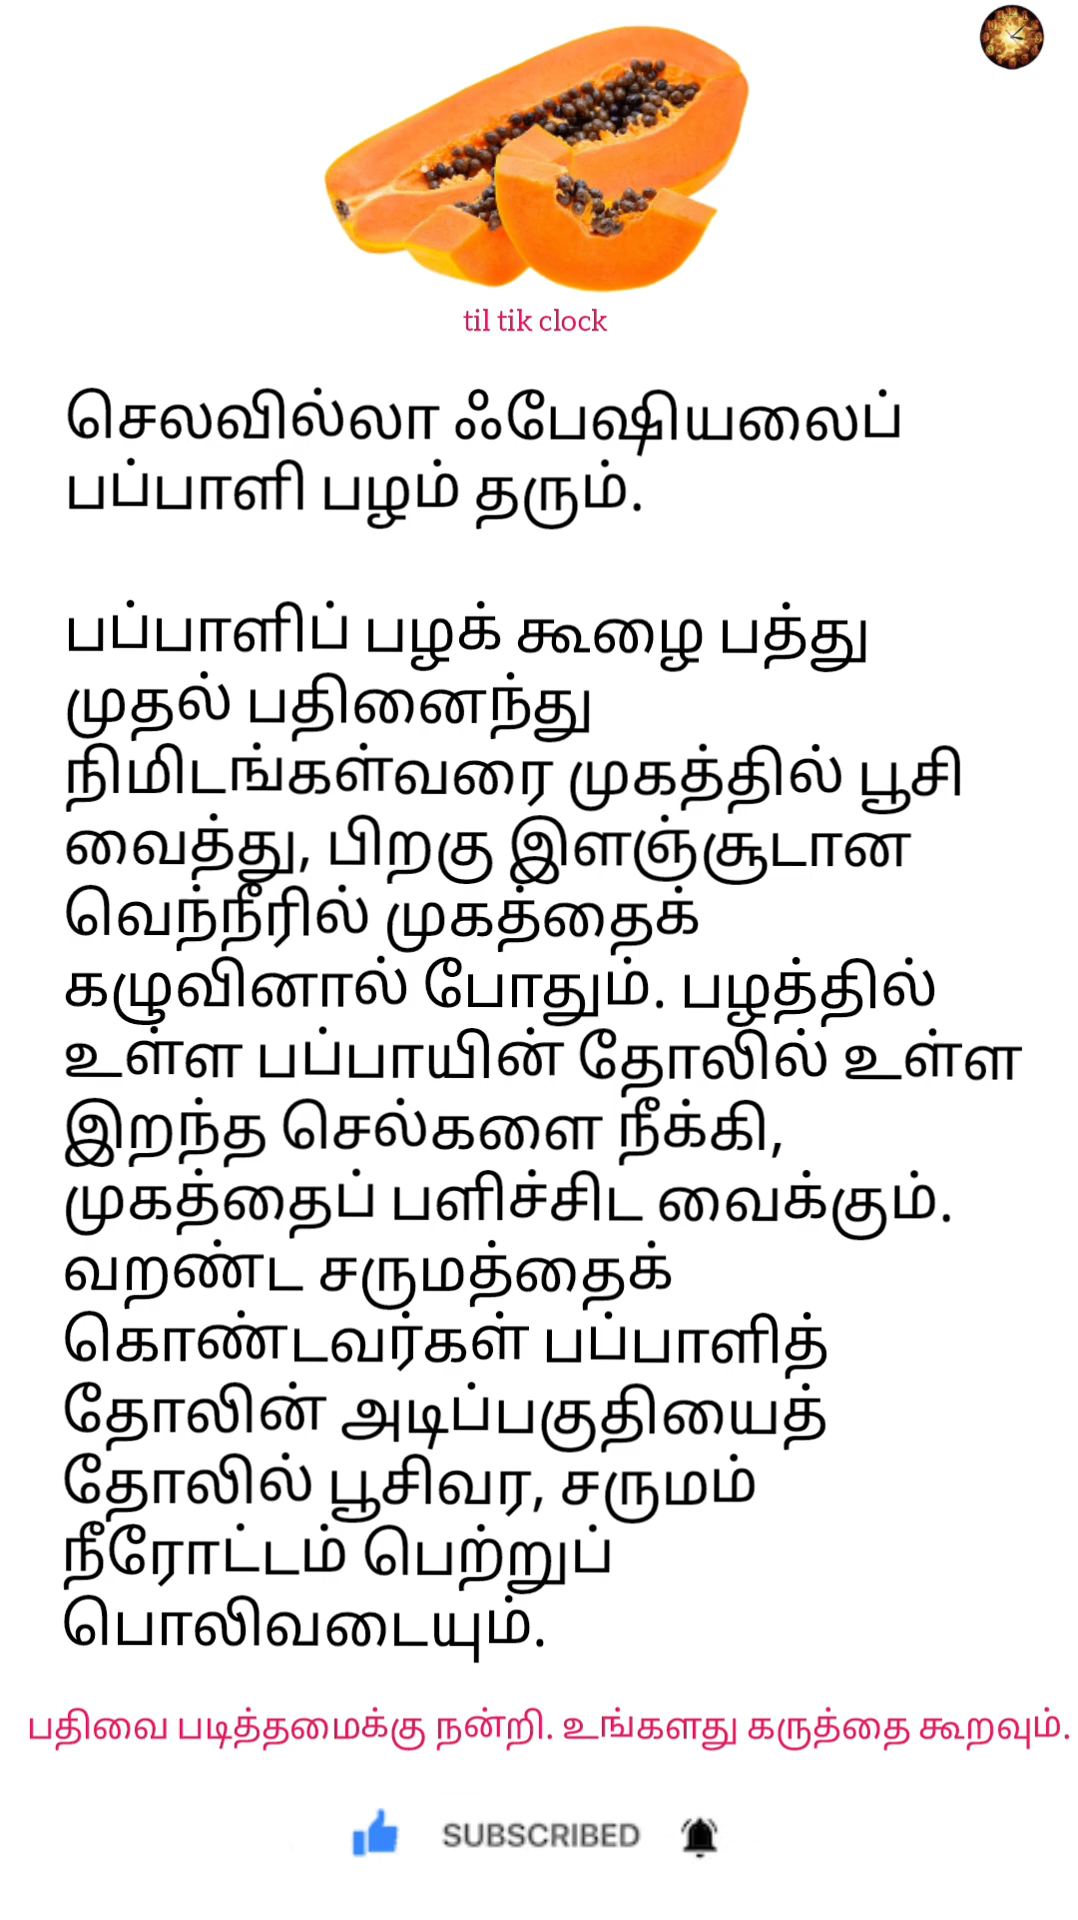 til tik clock
செலவில்லா ஃபேஷியலைப்
பப்பாளி பழம் தரும்.
பப்பாளிப் பழக் கூழை பத்து
முதல் பதினைந்து
நிமிடங்கள்வரை முகத்தில் பூசி
வைத்து, பிறகு இளஞ்சூடான
வெந்நீரில் முகத்தைக்
கழுவினால் போதும். பழத்தில்
உள்ள பப்பாயின் தோலில் உள்ள
இறந்த செல்களை நீக்கி,
முகத்தைப் பளிச்சிட வைக்கும்.
வறண்ட சருமத்தைக்
கொண்டவர்கள் பப்பாளித்
தோலின் அடிப்பகுதியைத்
தோலில் பூசிவர, சருமம்
நீரோட்டம் பெற்றுப்
பொலிவடையும்.
பதிவை படித்தமைக்கு நன்றி. உங்களது கருத்தை கூறவும்.
SUBSCRIBED